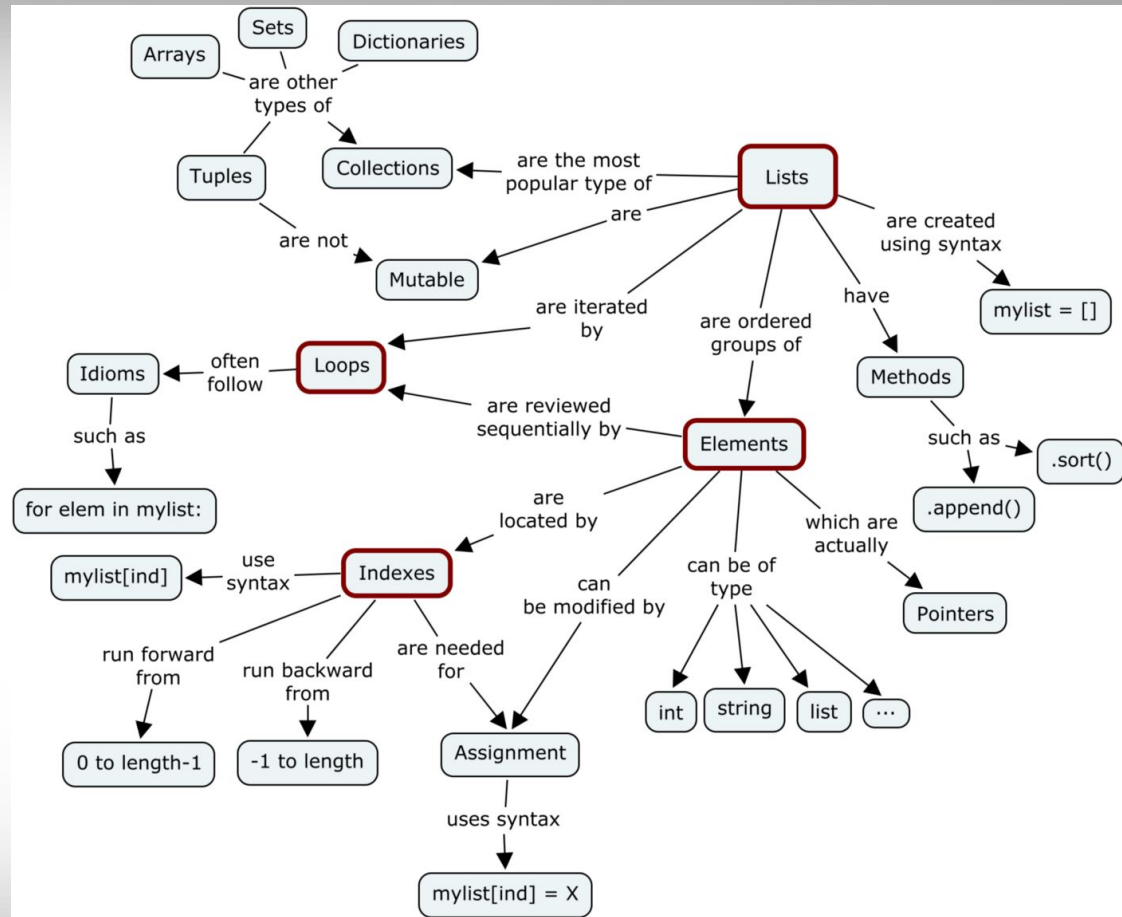 Sets
Dictionaries
Arrays
are other
types of
Tuples
Collections
are the most
popular type of
Lists
are
are not
Mutable
are created
using syntax
mylist = []
have
are iterated
by
are ordered
groups of
Idioms
often
follow
Loops
Methods
such as
are reviewed
sequentially by
Elements
such as
.sort()
.append()
for elem in mylist:
are
located by
which are
actually
mylist[ind]
use
syntax
Indexes
can
be modified by
can be of
type
Pointers
run forward
from
run backward
from
are needed
for
int
string
list
...
0 to length-1
-1 to length
Assignment
uses syntax
mylist[ind] = X